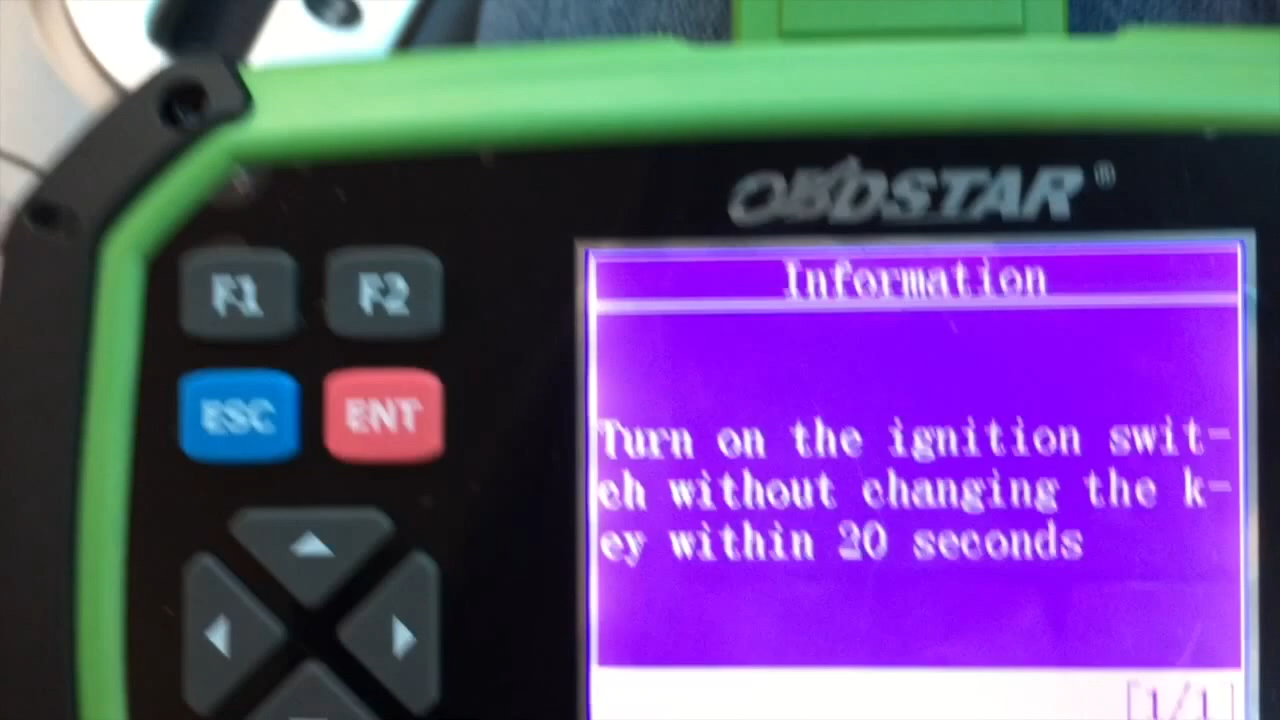 OBDSTAR ®
F1 F2
ESC ENT
Information
Turn on the ignition swit-
ch without changing the k-
ey within 20 seconds
[1/1]